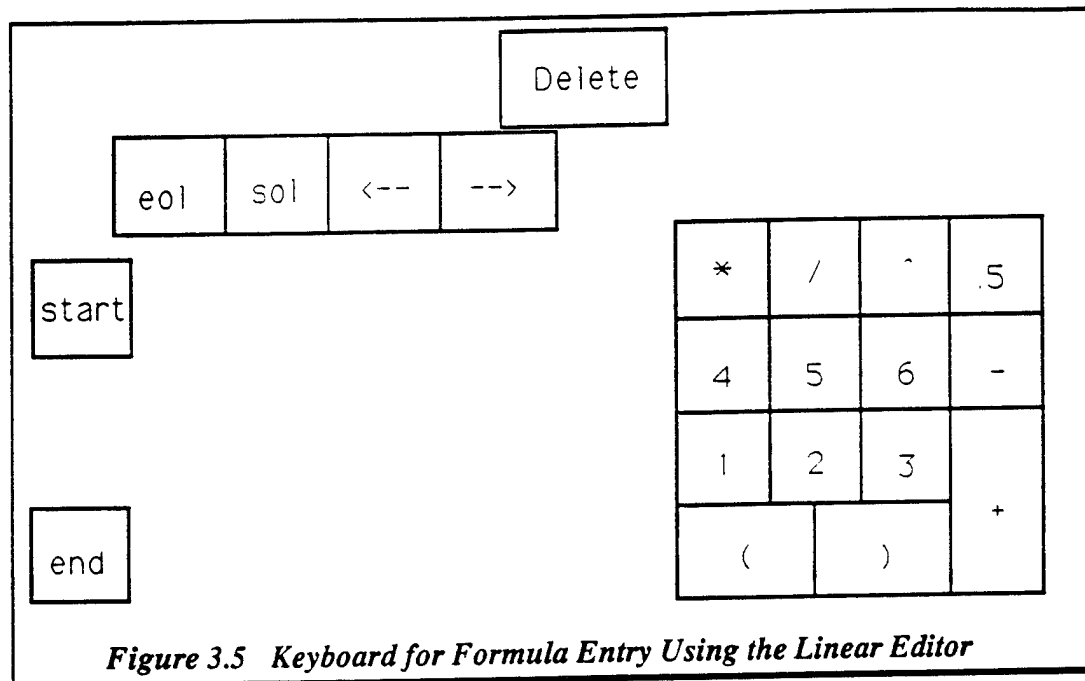 Delete
eol sol <-- -->
start
* / ^ .5
4 5 6 -
1 2 3
+
( )
end
Figure 3.5 Keyboard for Formula Entry Using the Linear Editor